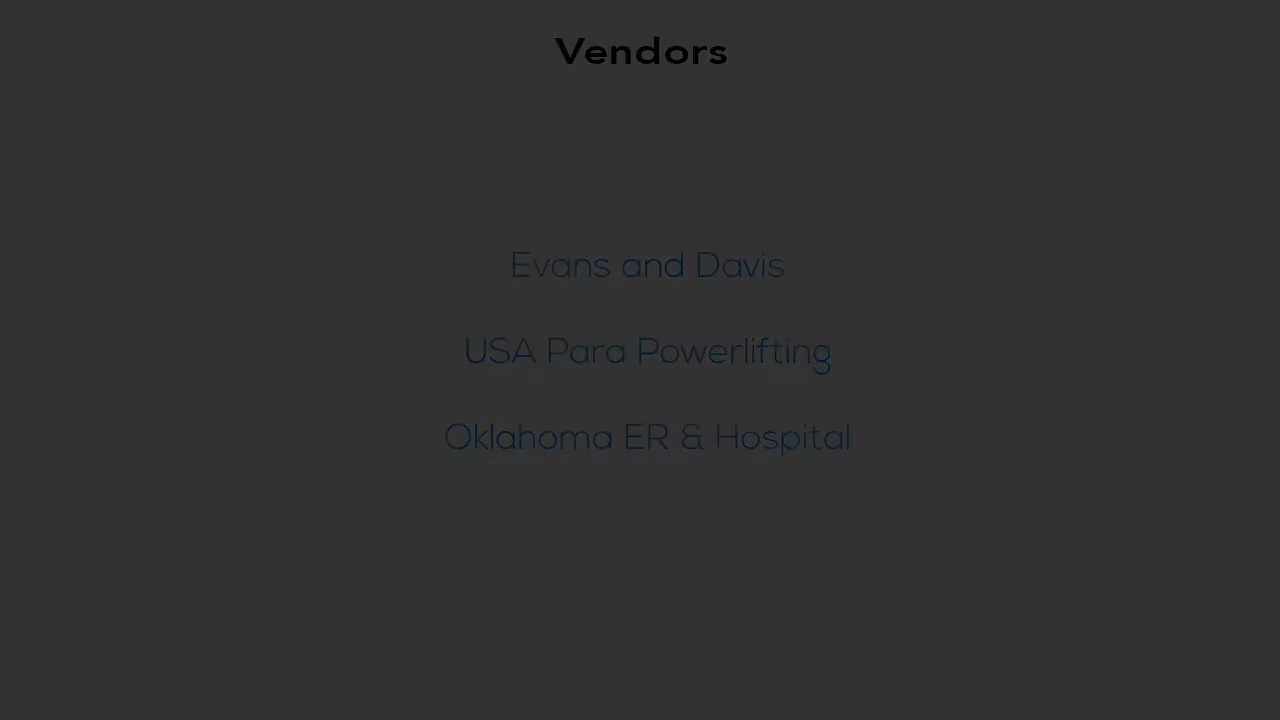 Vendors
Evans and Davis
USA Para Powerlifting
Oklahoma ER & Hospital